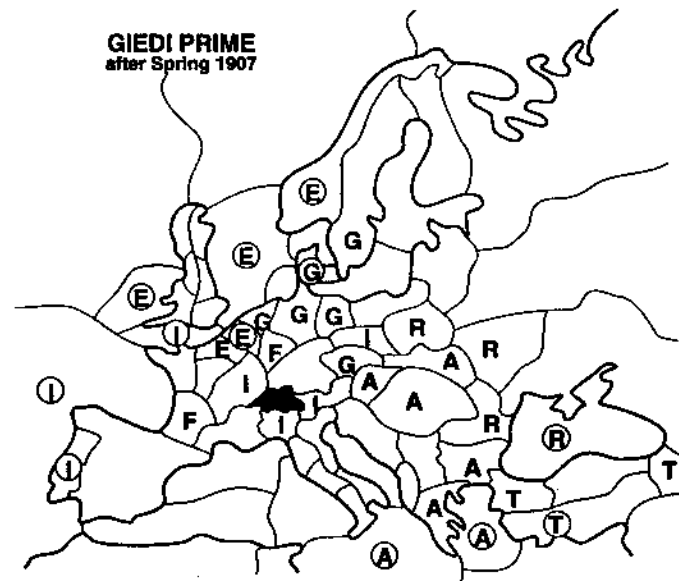 GIEDI PRIME
after Spring 1907
E
G
E
G
E
G G G
I E I R
E F R
G A
I I A
I A
F I R
R
I A T
A T
T
A
A